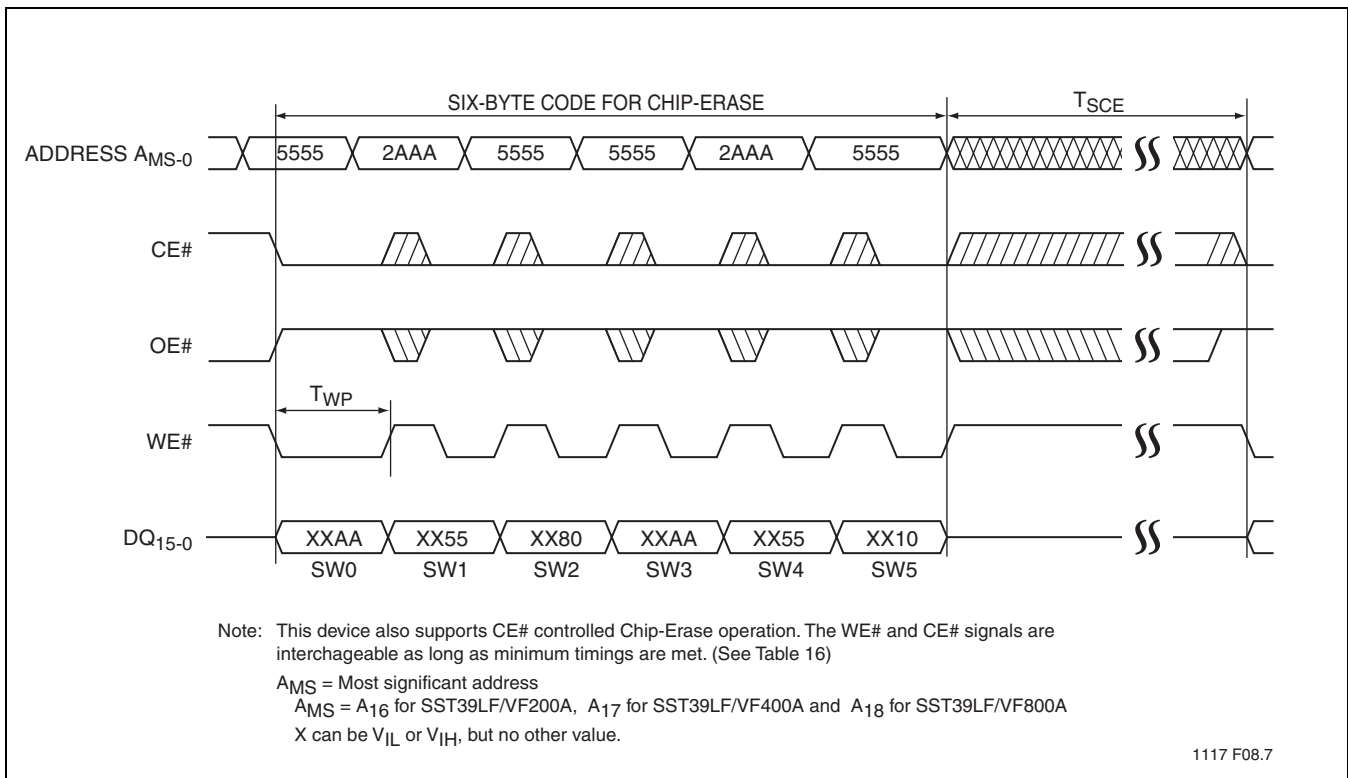 SIX-BYTE CODE FOR CHIP-ERASE TSCE
ADDRESS AMS-0 5555 2AAA 5555 5555 2AAA 5555
CE#
OE#
TWP
WE#
DQ15-0 XXAA XX55 XX80 XXAA XX55 XX10
SW0 SW1 SW2 SW3 SW4 SW5
Note: This device also supports CE# controlled Chip-Erase operation. The WE# and CE# signals are
interchageable as long as minimum timings are met. (See Table 16)
AMS = Most significant address
AMS = A16 for SST39LF/VF200A, A17 for SST39LF/VF400A and A18 for SST39LF/VF800A
X can be VIL or VIH, but no other value.
1117 F08.7